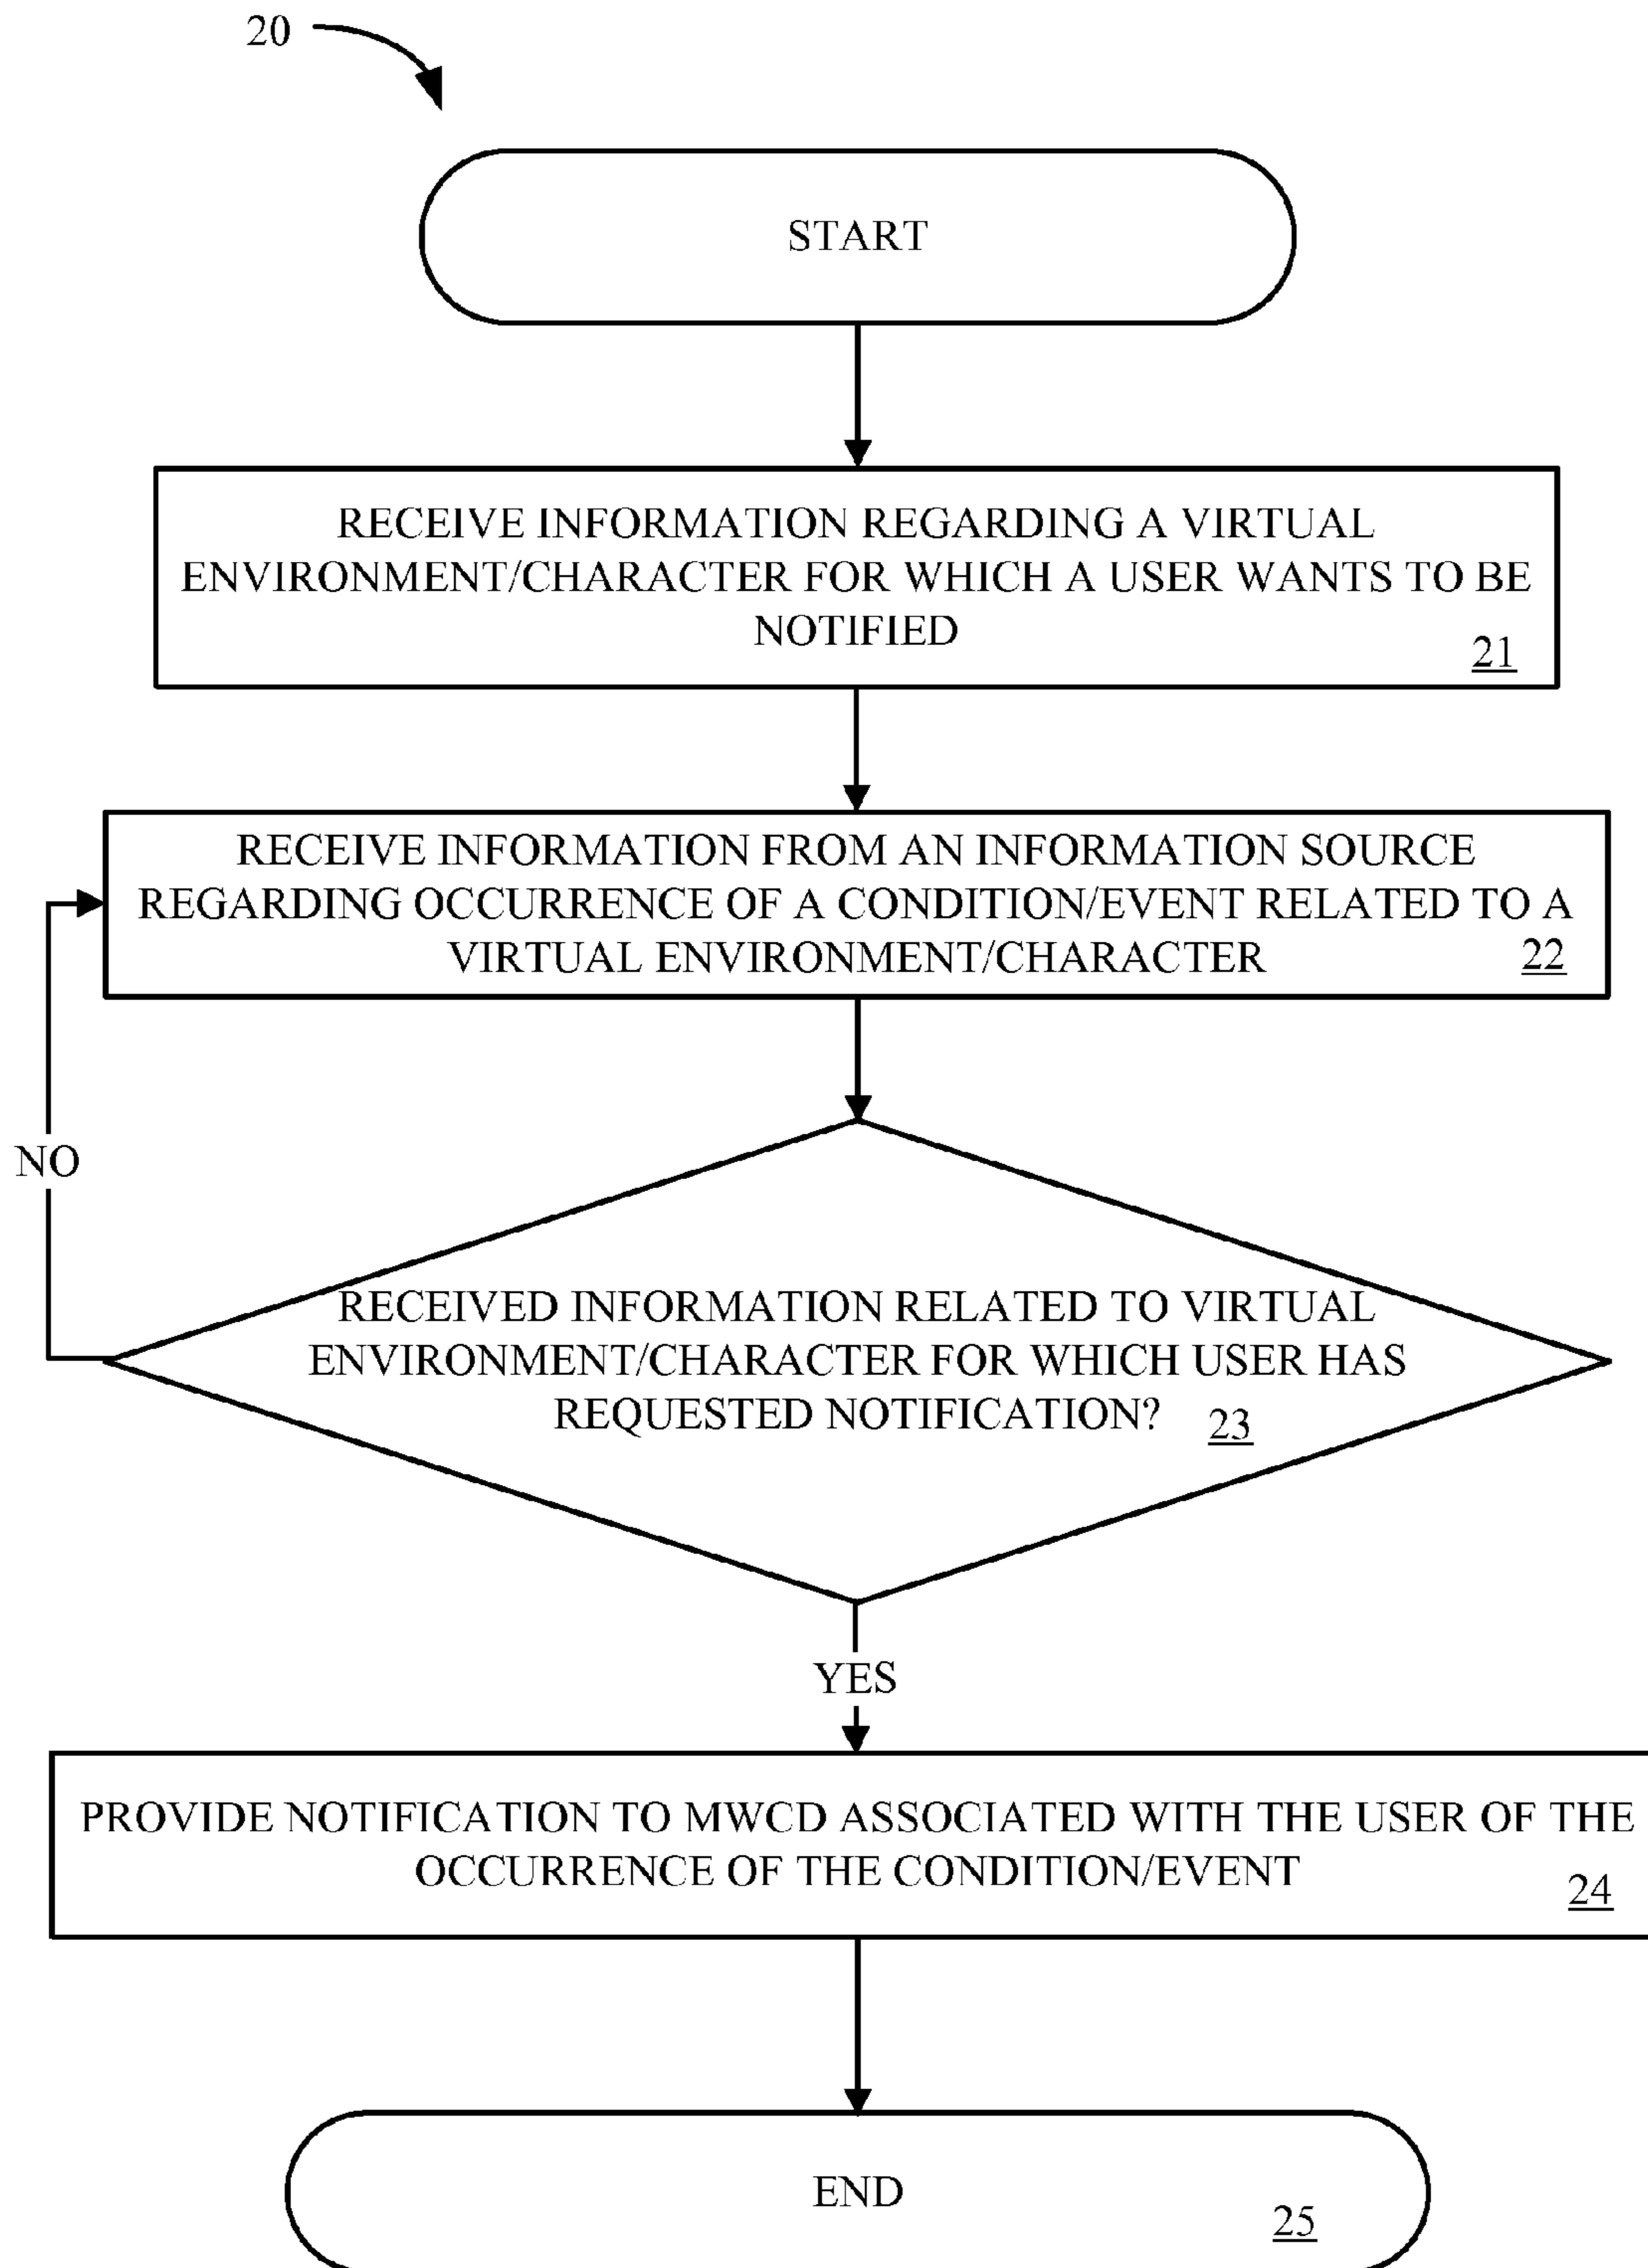 20
START
RECEIVE INFORMATION REGARDING A VIRTUAL
ENVIRONMENT/CHARACTER FOR WHICH A USER WANTS TO BE
NOTIFIED
21
RECEIVE INFORMATION FROM AN INFORMATION SOURCE
REGARDING OCCURRENCE OF A CONDITION/EVENT RELATED TO A
VIRTUAL ENVIRONMENT/CHARACTER
22
NO
RECEIVED INFORMATION RELATED TO VIRTUAL
ENVIRONMENT/CHARACTER FOR WHICH USER HAS
REQUESTED NOTIFICATION?
23
YES
PROVIDE NOTIFICATION TO MWCD ASSOCIATED WITH THE USER OF THE
OCCURRENCE OF THE CONDITION/EVENT
24
END
25